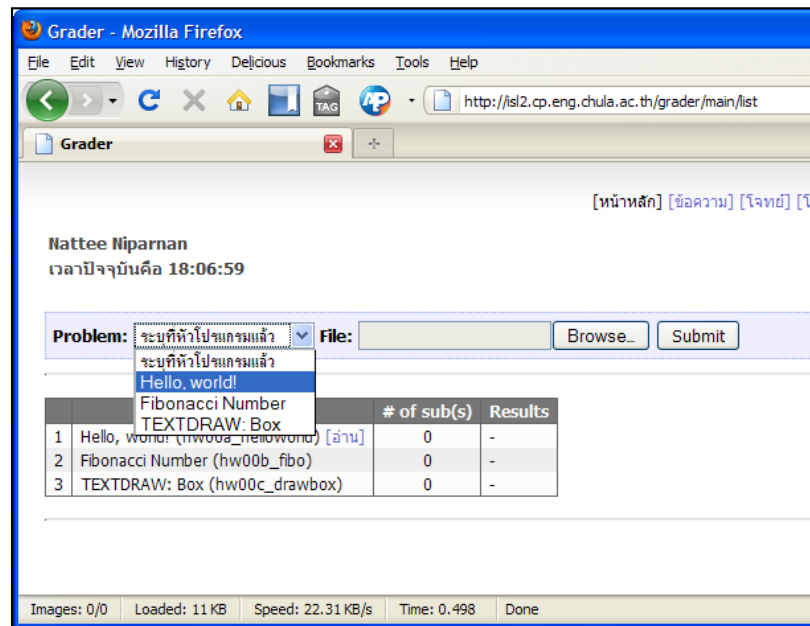 Grader - Mozilla Firefox
File Edit View History Delicious Bookmarks Tools Help
TAG http://isl2.cp.eng.chula.ac.th/grader/main/list
Grader
[หน้าหลัก] [ข้อความ] [โจทย์]
Nattee Niparnan
เวลาปัจจุบันคือ 18:06:59
Problem: ระบุที่หัวโปรแกรมแล้ว File: Browse... Submit
ระบุที่หัวโปรแกรมแล้ว
Hello, world!
Fibonacci Number
TEXTDRAW: Box
# of sub(s) Results
1 Hello, world! (hw00a_helloworld) [อ่าน] 0 -
2 Fibonacci Number (hw00b_fibo) 0 -
3 TEXTDRAW: Box (hw00c_drawbox) 0 -
Images: 0/0 Loaded: 11 KB Speed: 22.31 KB/s Time: 0.498 Done